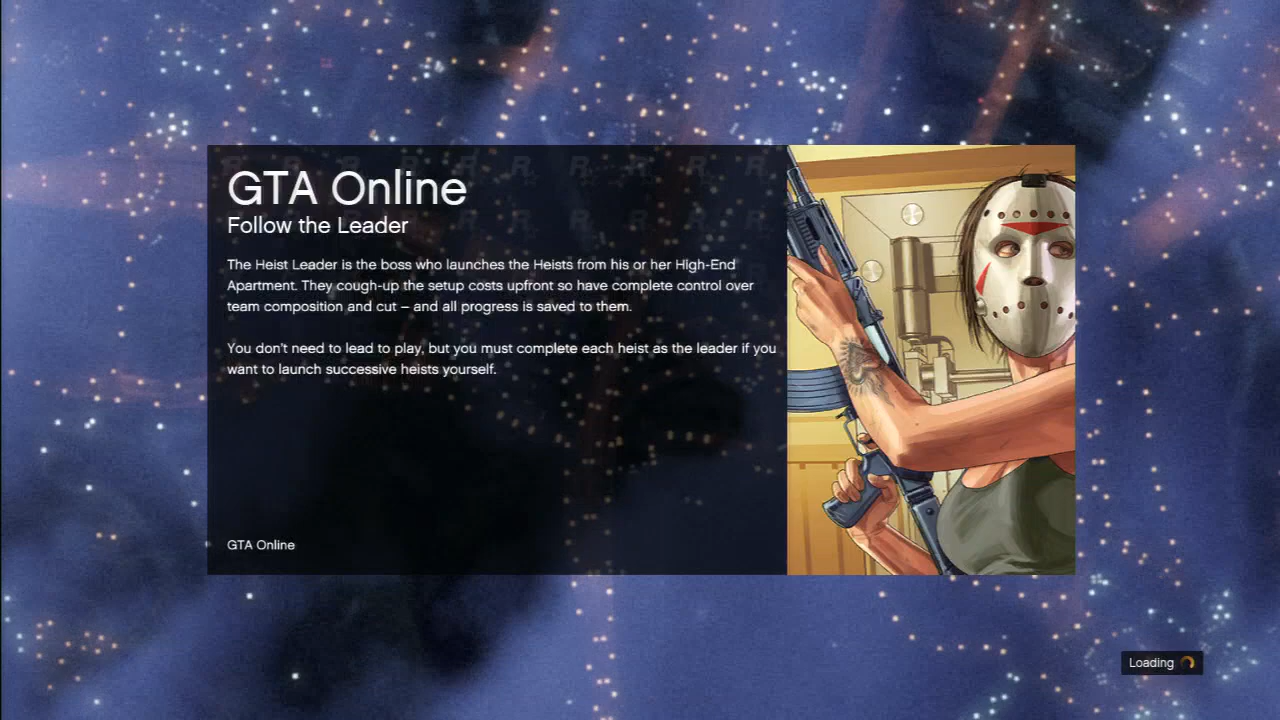 GTA Online
Follow the Leader
The Heist Leader is the boss who launches the Heists from his or her High-End
Apartment. They cough-up the setup costs upfront so have complete control over
team composition and cut – and all progress is saved to them.
You don't need to lead to play, but you must complete each heist as the leader if you
want to launch successive heists yourself.
GTA Online
Loading